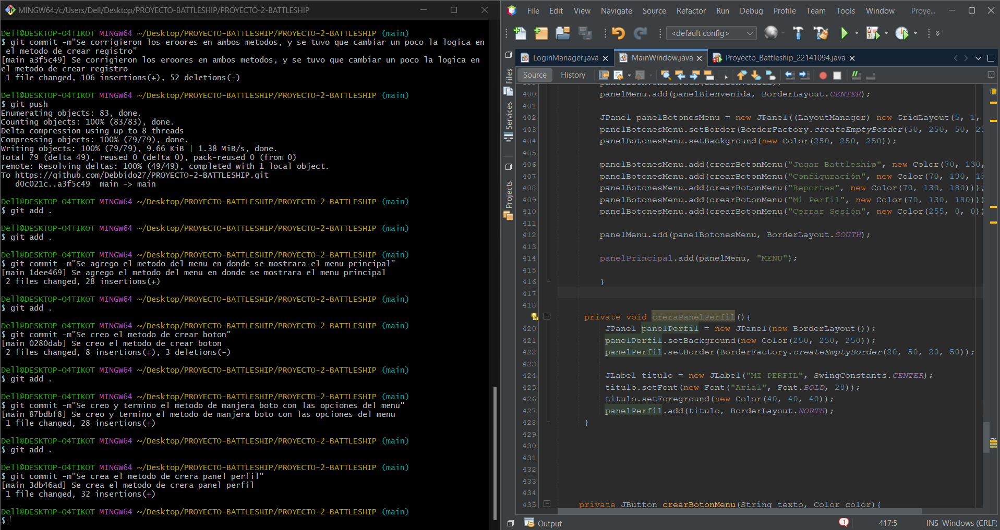 MINGW64:/c/Users/Dell/Desktop/PROYECTO-BATTLESHIP/PROYECTO-2-BATTLESHIP
Dell@DESKTOP-O4TIKOT MINGW64 ~/Desktop/PROYECTO-BATTLESHIP/PROYECTO-2-BATTLESHIP (main)
$ git commit -m"Se corrigieron los eroores en ambos metodos, y se tuvo que cambiar un poco la logica en
el metodo de crear registro"
[main a3f5c49] Se corrigieron los eroores en ambos metodos, y se tuvo que cambiar un poco la logica en
el metodo de crear registro
1 file changed, 106 insertions(+), 52 deletions(-)
Dell@DESKTOP-O4TIKOT MINGW64 ~/Desktop/PROYECTO-BATTLESHIP/PROYECTO-2-BATTLESHIP (main)
$ git push
Enumerating objects: 83, done.
Counting objects: 100% (83/83), done.
Delta compression using up to 8 threads
Compressing objects: 100% (79/79), done.
Writing objects: 100% (79/79), 9.66 KiB | 1.38 MiB/s, done.
Total 79 (delta 49), reused 0 (delta 0), pack-reused 0 (from 0)
remote: Resolving deltas: 100% (49/49), completed with 1 local object.
To https://github.com/Debbido27/PROYECTO-2-BATTLESHIP.git
d0c021c..a3f5c49  main -> main
Dell@DESKTOP-O4TIKOT MINGW64 ~/Desktop/PROYECTO-BATTLESHIP/PROYECTO-2-BATTLESHIP (main)
$ git add .
Dell@DESKTOP-O4TIKOT MINGW64 ~/Desktop/PROYECTO-BATTLESHIP/PROYECTO-2-BATTLESHIP (main)
$ git add .
Dell@DESKTOP-O4TIKOT MINGW64 ~/Desktop/PROYECTO-BATTLESHIP/PROYECTO-2-BATTLESHIP (main)
$ git commit -m"Se agrego el metodo del menu en donde se mostrara el menu principal"
[main 1dee469] Se agrego el metodo del menu en donde se mostrara el menu principal
2 files changed, 28 insertions(+)
Dell@DESKTOP-O4TIKOT MINGW64 ~/Desktop/PROYECTO-BATTLESHIP/PROYECTO-2-BATTLESHIP (main)
$ git add .
Dell@DESKTOP-O4TIKOT MINGW64 ~/Desktop/PROYECTO-BATTLESHIP/PROYECTO-2-BATTLESHIP (main)
$ git commit -m"Se creo el metodo de crear boton"
[main 0280dab] Se creo el metodo de crear boton
2 files changed, 8 insertions(+), 3 deletions(-)
Dell@DESKTOP-O4TIKOT MINGW64 ~/Desktop/PROYECTO-BATTLESHIP/PROYECTO-2-BATTLESHIP (main)
$ git add .
Dell@DESKTOP-O4TIKOT MINGW64 ~/Desktop/PROYECTO-BATTLESHIP/PROYECTO-2-BATTLESHIP (main)
$ git commit -m"Se creo y termino el metodo de manjera boto con las opciones del menu"
[main 87bdbf8] Se creo y termino el metodo de manjera boto con las opciones del menu
1 file changed, 28 insertions(+)
Dell@DESKTOP-O4TIKOT MINGW64 ~/Desktop/PROYECTO-BATTLESHIP/PROYECTO-2-BATTLESHIP (main)
$ git add .
Dell@DESKTOP-O4TIKOT MINGW64 ~/Desktop/PROYECTO-BATTLESHIP/PROYECTO-2-BATTLESHIP (main)
$ git commit -m"Se crea el metodo de crera panel perfil"
[main 3db46ad] Se crea el metodo de crera panel perfil
1 file changed, 32 insertions(+)
Dell@DESKTOP-O4TIKOT MINGW64 ~/Desktop/PROYECTO-BATTLESHIP/PROYECTO-2-BATTLESHIP (main)
$
File Edit View Navigate Source Refactor Run Debug Profile Team Tools Window Proye...
<default config>
LoginManager.java MainWindow.java Proyecto_Battleship_22141094.java
Source History
Files
Services
Projects
400 panelMenu.add(panelBienvenida, BorderLayout.CENTER);
401
402 JPanel panelBotonesMenu = new JPanel((LayoutManager) new GridLayout(5, 1,
403 panelBotonesMenu.setBorder(BorderFactory.createEmptyBorder(50, 250, 50, 25
404 panelBotonesMenu.setBackground(new Color(250, 250, 250));
405
406 panelBotonesMenu.add(crearBotonMenu("Jugar Battleship", new Color(70, 130,
407 panelBotonesMenu.add(crearBotonMenu("Configuración", new Color(70, 130, 18
408 panelBotonesMenu.add(crearBotonMenu("Reportes", new Color(70, 130, 180)));
409 panelBotonesMenu.add(crearBotonMenu("Mi Perfil", new Color(70, 130, 180)))
410 panelBotonesMenu.add(crearBotonMenu("Cerrar Sesión", new Color(255, 0, 0))
411
412 panelMenu.add(panelBotonesMenu, BorderLayout.SOUTH);
413
414 panelPrincipal.add(panelMenu, "MENU");
415
416 }
417
418
private void creraPanelPerfil(){
420 JPanel panelPerfil = new JPanel(new BorderLayout());
421 panelPerfil.setBackground(new Color(250, 250, 250));
422 panelPerfil.setBorder(BorderFactory.createEmptyBorder(20, 50, 20, 50));
423
424 JLabel titulo = new JLabel("MI PERFIL", SwingConstants.CENTER);
425 titulo.setFont(new Font("Arial", Font.BOLD, 28));
426 titulo.setForeground(new Color(40, 40, 40));
427 panelPerfil.add(titulo, BorderLayout.NORTH);
428 }
429
430
431
432
433
434
435 private JButton crearBotonMenu(String texto, Color color){
Output 1 417:5 INS Windows (CRLF)